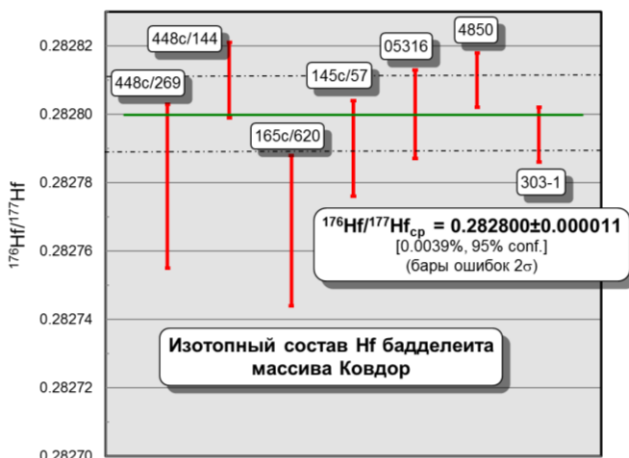 0.28282
0.28280
0.28278
0.28276
0.28274
0.28272
0.28270
¹⁷⁶Hf/¹⁷⁷Hf
448c/269
448c/144
165c/620
145c/57
05316
4850
303-1
¹⁷⁶Hf/¹⁷⁷Hfср = 0.282800±0.000011
[0.0039%, 95% conf.]
(бары ошибок 2σ)
Изотопный состав Hf бадделеита
массива Ковдор